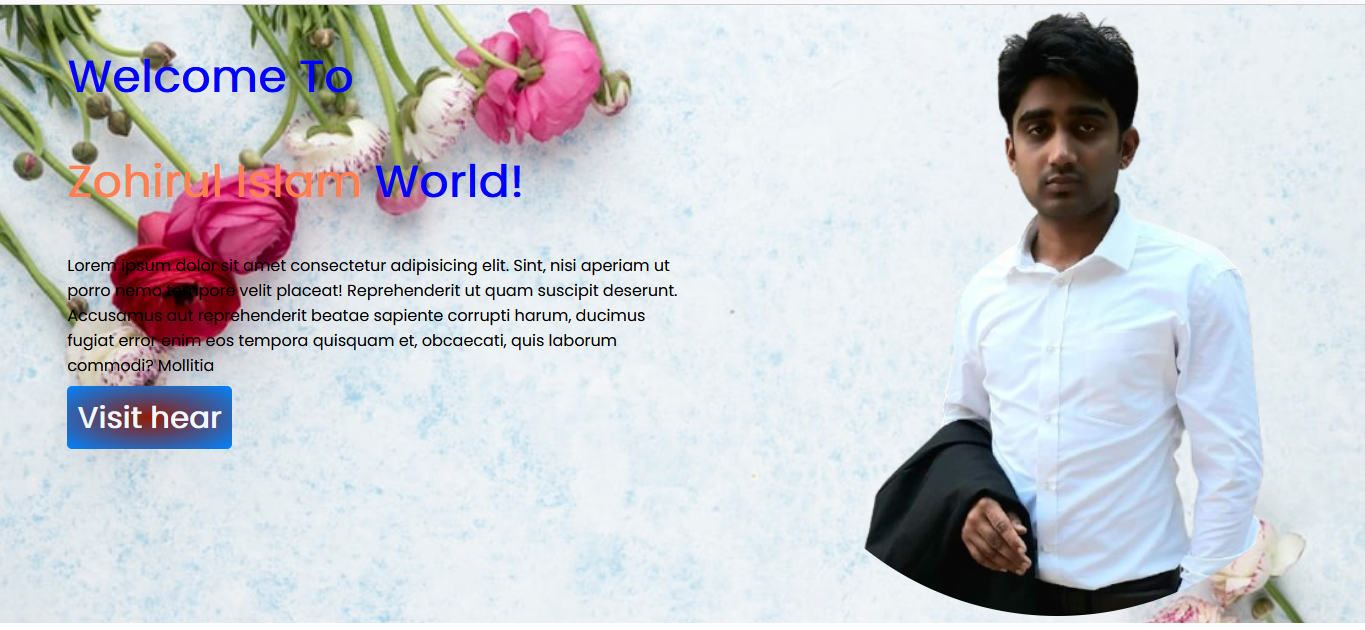 Welcome To
Zohirul Islam World!
Lorem ipsum dolor sit amet consectetur adipisicing elit. Sint, nisi aperiam ut
porro nemo tempore velit placeat! Reprehenderit ut quam suscipit deserunt.
Accusamus aut reprehenderit beatae sapiente corrupti harum, ducimus
fugiat error enim eos tempora quisquam et, obcaecati, quis laborum
commodi? Mollitia
Visit hear